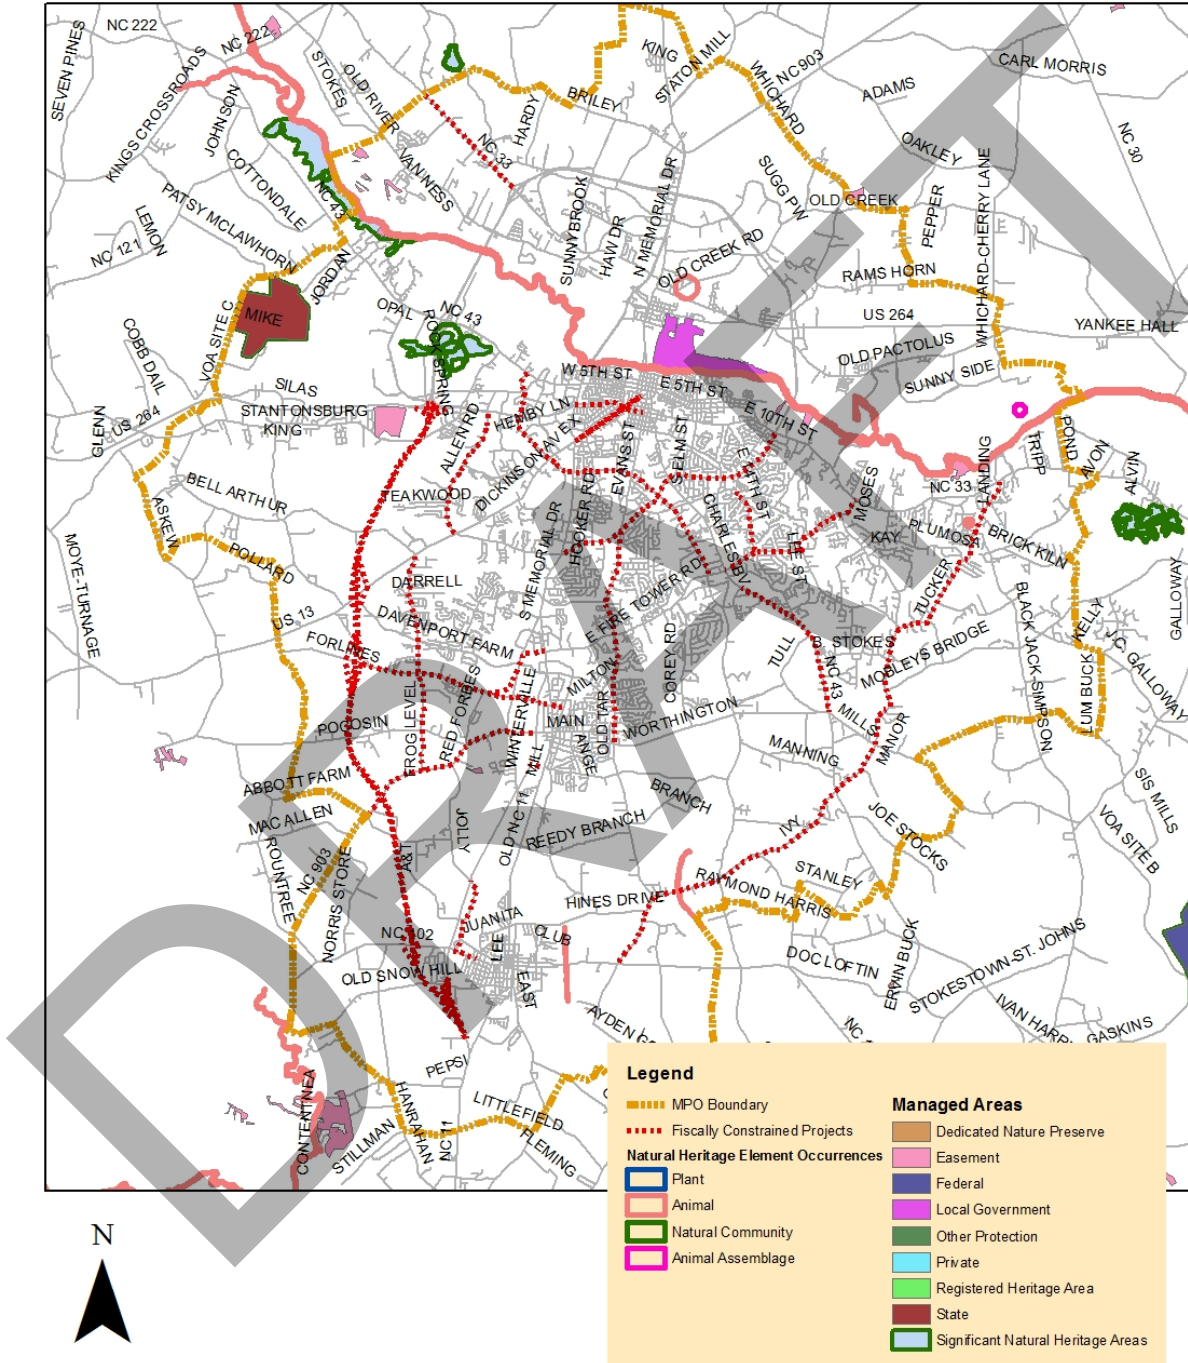 NC 222
NC 222
SEVEN PINES
KINGS CROSSROADS
JOHNSON
STOKES
OLD RIVER
COTTONDALE
PATSY MCLAWHORN
LEMON
NC 121
NC 43
VAN NESS
NC 33
HARDY
BRILEY
KING
STATON MILL
WHICHARD
NC 903
ADAMS
CARL MORRIS
NC 30
OAKLEY
SUGG PW
OLD CREEK
PEPPER
WHICHARD-CHERRY LANE
SUNNYBROOK
HAW DR
N MEMORIAL DR
OLD CREEK RD
RAMS HORN
US 264
YANKEE HALL
OLD PACTOLUS
SUNNY SIDE
JORDAN
MIKE
VOA SITE C
COBB DAIL
OPAL
NC 43
ROCK SPRING
SILAS
STANTONSBURG
KING
US 264
GLENN
W 5TH ST
E 5TH ST
E 10TH ST
HEMBY LN
ALLEN RD
DICKINSON AV EX
EVANS ST
S ELM ST
E 14TH ST
TEAKWOOD
BELL ARTHUR
ASKEW
POLLARD
MOYE-TURNAGE
US 13
FORLINES
DARRELL
DAVENPORT FARM
S MEMORIAL DR
HOOKER RD
CHARLES BV
LEE ST
MOSES
KAY
PLUMOSA
NC 33
LANDING
TRIPP
POND
AVON
ALVIN
BRICK KILN
TUCKER
E FIRE TOWER RD
COREY RD
TULL
B STOKES
NC 43
MOBLEYS BRIDGE
BLACK JACK-SIMPSON
KELLY
J.C. GALLOWAY
GALLOWAY
LUM BUCK
MILTON
OLD TAR
WORTHINGTON
MAIN
ANGE
WINTERVILLE
MILL
FROG LEVEL
RED FORBES
POCOSIN
ABBOTT FARM
MAC ALLEN
ROUNTREE
NC 903
NORRIS STORE
A&T
JOLLY
OLD NC 11
REEDY BRANCH
BRANCH
MANNING
MILLS
MANOR
IVY
JOE STOCKS
SIS MILLS
VOA SITE B
STANLEY
RAYMOND HARRIS
HINES DRIVE
JUANITA
CLUB
LEE
EAST
NC 102
OLD SNOW HILL
DOC LOFTIN
ERVIN BUCK
STOKESTOWN-ST. JOHNS
GASKINS
PEPSI
LITTLEFIELD
FLEMING
HANRAHAN
NC 11
STILLMAN
CONTENTNEA
DRAFT
N
Legend
MPO Boundary
Fiscally Constrained Projects
Natural Heritage Element Occurrences
Plant
Animal
Natural Community
Animal Assemblage
Managed Areas
Dedicated Nature Preserve
Easement
Federal
Local Government
Other Protection
Private
Registered Heritage Area
State
Significant Natural Heritage Areas